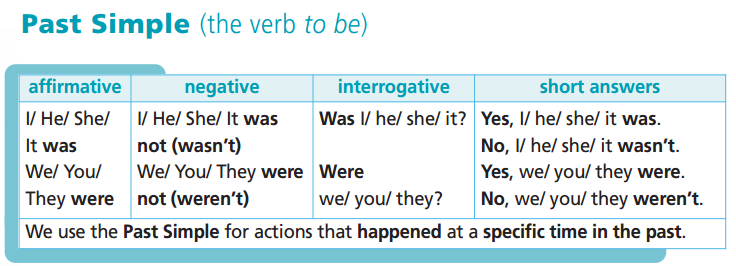 Past Simple (the verb to be)
affirmative negative interrogative short answers
I/ He/ She/ I/ He/ She/ It was Was I/ he/ she/ it? Yes, I/ he/ she/ it was.
It was not (wasn't) No, I/ he/ she/ it wasn't.
We/ You/ We/ You/ They were Were Yes, we/ you/ they were.
They were not (weren't) we/ you/ they? No, we/ you/ they weren't.
We use the Past Simple for actions that happened at a specific time in the past.